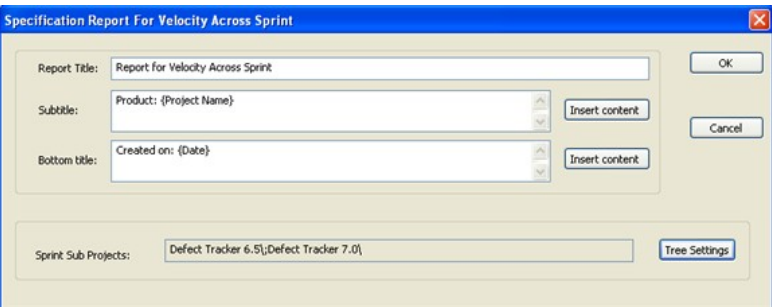 Specification Report For Velocity Across Sprint
Report Title: Report for Velocity Across Sprint
OK
Subtitle: Product: {Project Name} Insert content
Cancel
Bottom title: Created on: {Date} Insert content
Sprint Sub Projects: Defect Tracker 6.5\;Defect Tracker 7.0\ Tree Settings